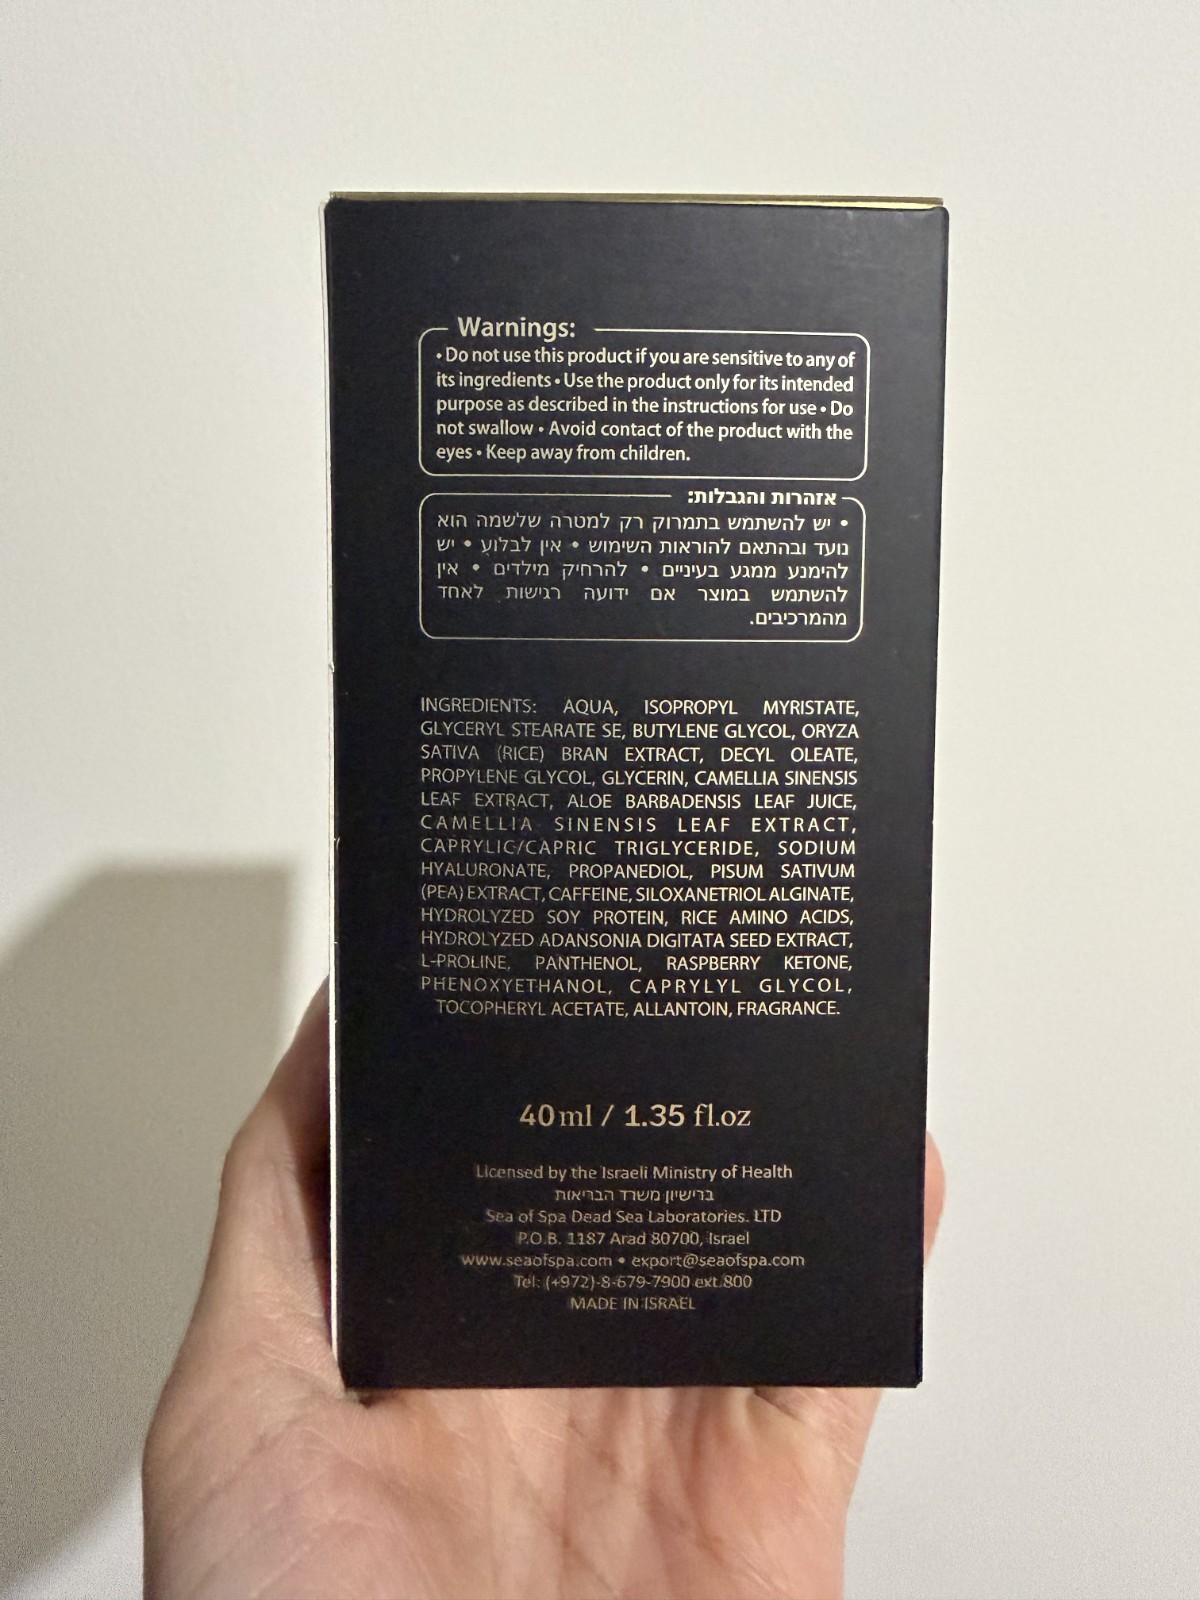 Warnings:
• Do not use this product if you are sensitive to any of
its ingredients • Use the product only for its intended
purpose as described in the instructions for use • Do
not swallow • Avoid contact of the product with the
eyes • Keep away from children.
אזהרות והגבלות:
• יש להשתמש בתמרוק רק למטרה שלשמה הוא
נועד ובהתאם להוראות השימוש • אין לבלוע • יש
להימנע ממגע בעיניים • להרחיק מילדים • אין
להשתמש במוצר אם ידועה רגישות לאחד
מהמרכיבים.
INGREDIENTS: AQUA, ISOPROPYL MYRISTATE,
GLYCERYL STEARATE SE, BUTYLENE GLYCOL, ORYZA
SATIVA (RICE) BRAN EXTRACT, DECYL OLEATE,
PROPYLENE GLYCOL, GLYCERIN, CAMELLIA SINENSIS
LEAF EXTRACT, ALOE BARBADENSIS LEAF JUICE,
CAMELLIA SINENSIS LEAF EXTRACT,
CAPRYLIC/CAPRIC TRIGLYCERIDE, SODIUM
HYALURONATE, PROPANEDIOL, PISUM SATIVUM
(PEA) EXTRACT, CAFFEINE, SILOXANETRIOL ALGINATE,
HYDROLYZED SOY PROTEIN, RICE AMINO ACIDS,
HYDROLYZED ADANSONIA DIGITATA SEED EXTRACT,
L-PROLINE, PANTHENOL, RASPBERRY KETONE,
PHENOXYETHANOL, CAPRYLYL GLYCOL,
TOCOPHERYL ACETATE, ALLANTOIN, FRAGRANCE.
40 ml / 1.35 fl.oz
Licensed by the Israeli Ministry of Health
ברישיון משרד הבריאות
Sea of Spa Dead Sea Laboratories. LTD
P.O.B. 1187 Arad 80700, Israel
www.seaofspa.com • export@seaofspa.com
Tel: (+972)-8-679-7900 ext.800
MADE IN ISRAEL